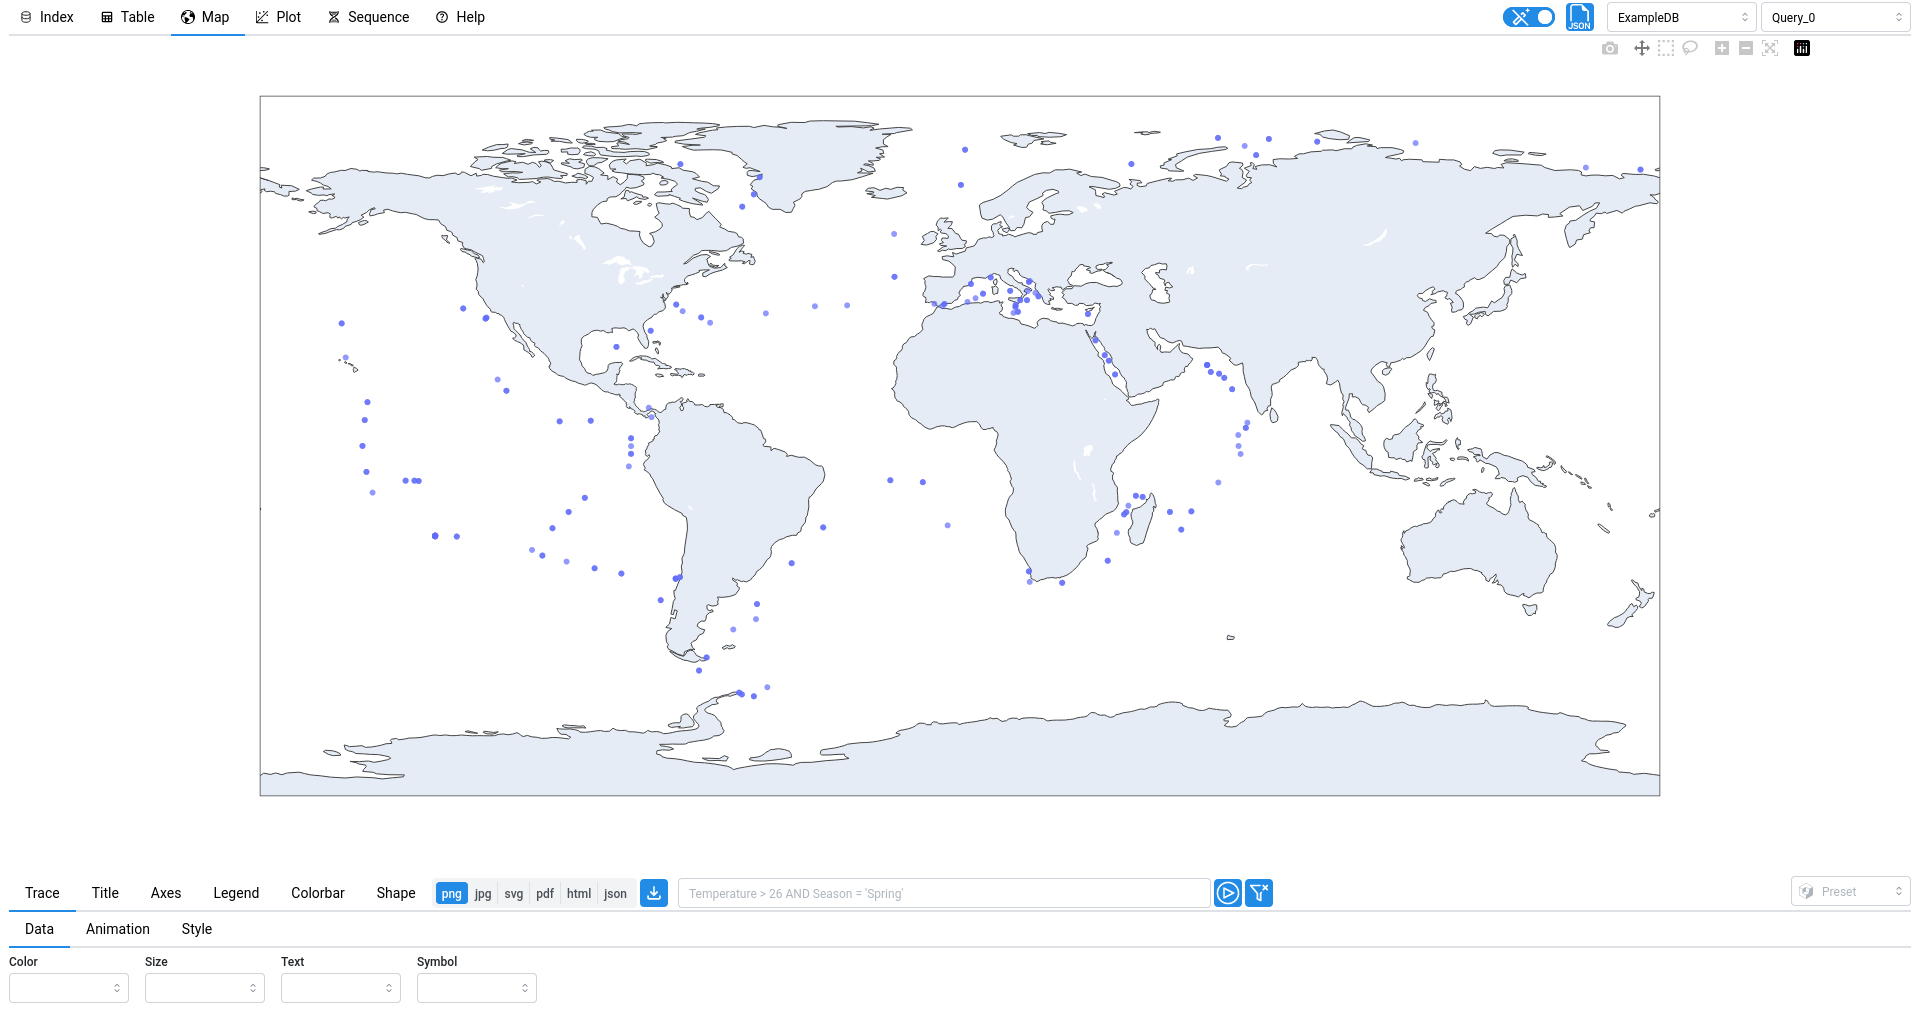 Index Table Map Plot Sequence Help JSON ExampleDB Query_0
Trace Title Axes Legend Colorbar Shape png jpg svg pdf html json Temperature > 26 AND Season = 'Spring' Preset
Data Animation Style
Color Size Text Symbol